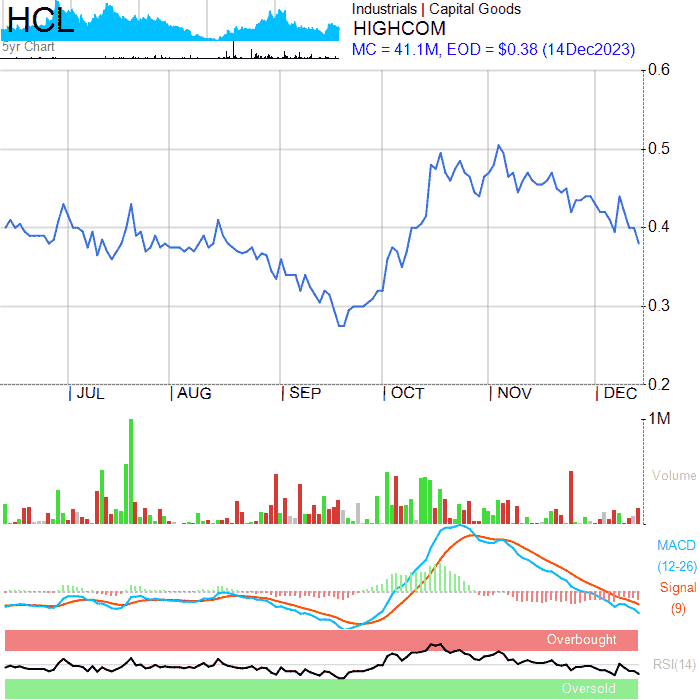 HCL
5yr Chart
Industrials | Capital Goods
HIGHCOM
MC = 41.1M, EOD = $0.38 (14Dec2023)
0.6
0.5
0.4
0.3
0.2
JUL AUG SEP OCT NOV DEC
1M
Volume
MACD
(12-26)
Signal
(9)
Overbought
RSI(14)
Oversold